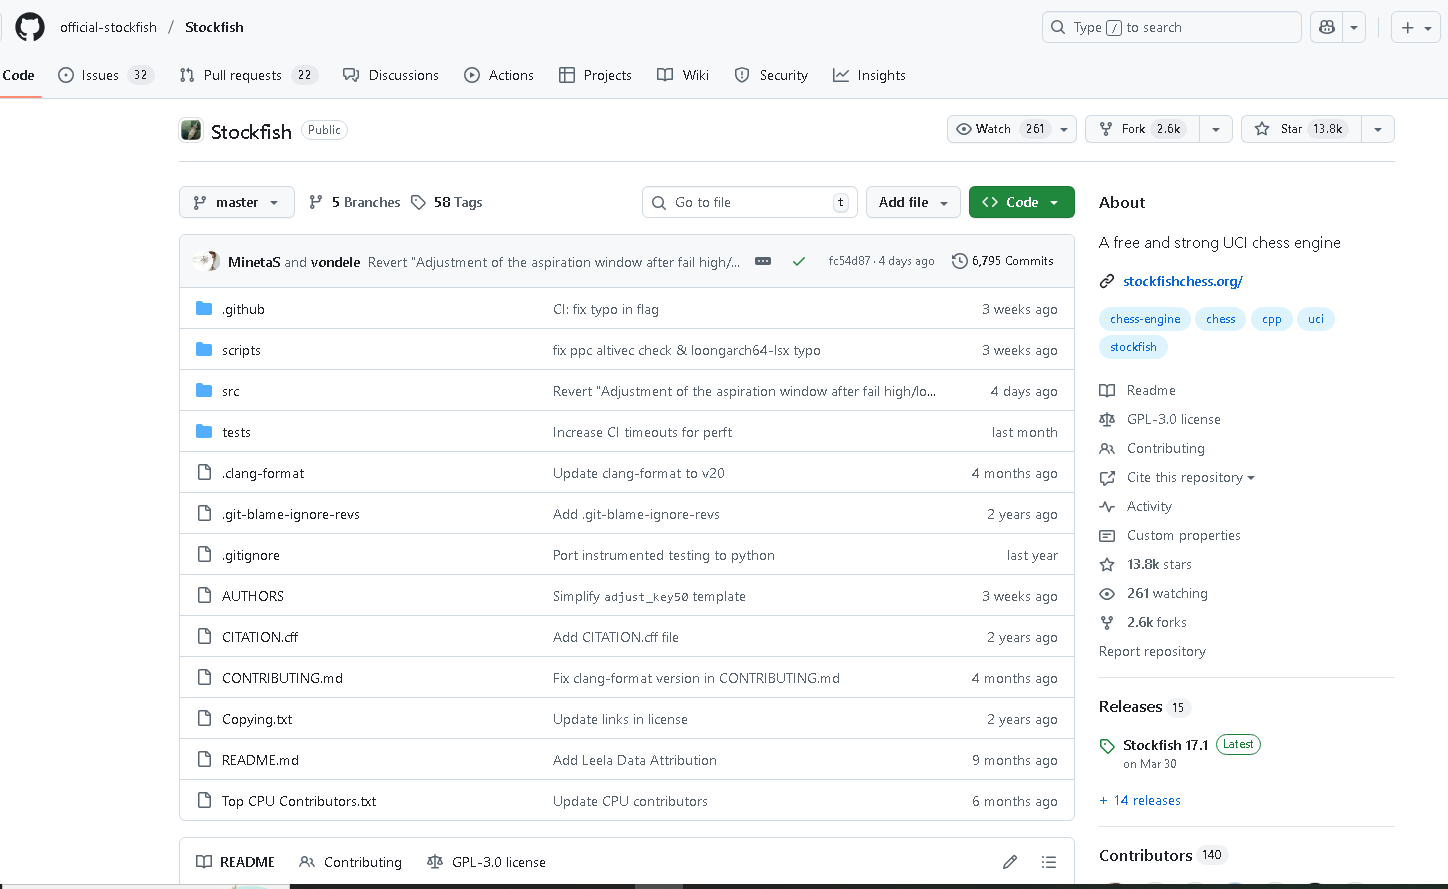 official-stockfish / Stockfish
Type / to search
Code Issues 32 Pull requests 22 Discussions Actions Projects Wiki Security Insights
Stockfish Public
Watch 261 Fork 2.6k Star 13.8k
master 5 Branches 58 Tags
Go to file t
Add file
Code
MinetaS and vondele Revert "Adjustment of the aspiration window after fail high/... fc54d87 · 4 days ago 6,795 Commits
.github CI: fix typo in flag 3 weeks ago
scripts fix ppc altivec check & loongarch64-lsx typo 3 weeks ago
src Revert "Adjustment of the aspiration window after fail high/lo... 4 days ago
tests Increase CI timeouts for perft last month
.clang-format Update clang-format to v20 4 months ago
.git-blame-ignore-revs Add .git-blame-ignore-revs 2 years ago
.gitignore Port instrumented testing to python last year
AUTHORS Simplify adjust_key50 template 3 weeks ago
CITATION.cff Add CITATION.cff file 2 years ago
CONTRIBUTING.md Fix clang-format version in CONTRIBUTING.md 4 months ago
Copying.txt Update links in license 2 years ago
README.md Add Leela Data Attribution 9 months ago
Top CPU Contributors.txt Update CPU contributors 6 months ago
README Contributing GPL-3.0 license
About
A free and strong UCI chess engine
stockfishchess.org/
chess-engine chess cpp uci
stockfish
Readme
GPL-3.0 license
Contributing
Cite this repository
Activity
Custom properties
13.8k stars
261 watching
2.6k forks
Report repository
Releases 15
Stockfish 17.1 Latest
on Mar 30
+ 14 releases
Contributors 140